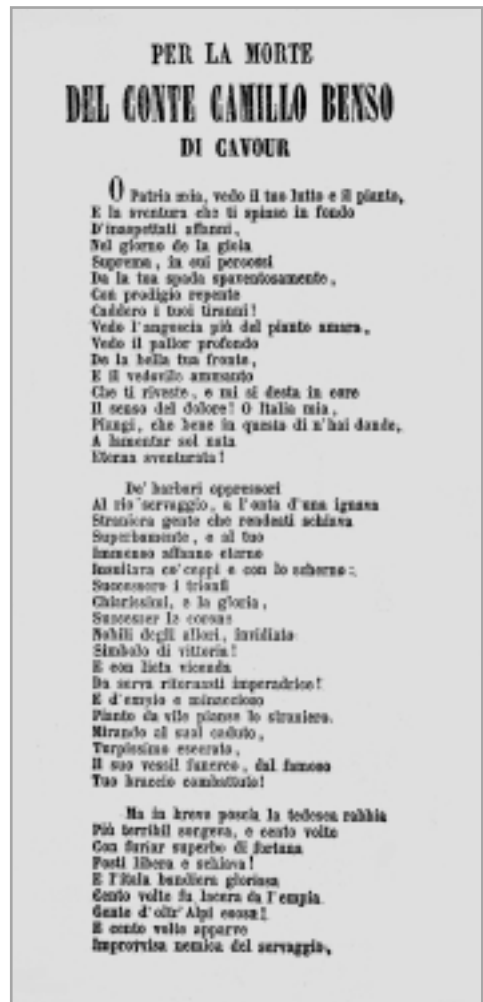 PER LA MORTE
DEL CONTE CAMILLO BENSO
DI CAVOUR
O Patria mia, vedo il tuo lutto e il pianto,
E la sventura che ti spinse in fondo
D'inaspettati affanni,
Nel giorno de la gioia
Suprema, in cui percossi
Da la tua spada spaventosamente,
Con prodigio repente
Caddero i tuoi tiranni!
Vedo l'angoscia più del pianto amara,
Vedo il pallor profondo
De la bella tua fronte,
E il vedovile ammanto
Che ti riveste, e mi si desta in core
Il senso del dolore! O Italia mia,
Piangi, che bene in questo dì n'hai donde,
A lamentar sol nata
Eterna sventurata!
De' barbari oppressori
Al rio servaggio, a l'onta d'una ignava
Straniera gente che rendeati schiava
Superbamente, e al tuo
Immenso affanno eterno
Insultava co' ceppi e con lo scherno:
Successero i trionfi
Chiarissimi, e la gloria,
Successer le corone
Nobili degli allori, invidiato
Simbolo di vittoria!
E con lieta vicenda
Da serva ritornasti imperadrice!
E d'empio e minaccioso
Pianto da vile pianse lo straniero.
Mirando al suol caduto,
Turpissimo esecrato,
Il suo vessil funereo, dal famoso
Tuo braccio combattuto!
Ma in breve poscia la tedesca rabbia
Più terribil sorgeva, e cento volte
Con furiar superbo di fortuna
Fosti libera e schiava!
E l'Itala bandiera gloriosa
Cento volte fu lacera da l'empia
Gente d'oltr'Alpi esosa!
E cento volte apparve
Improvvisa nemica del servaggio,